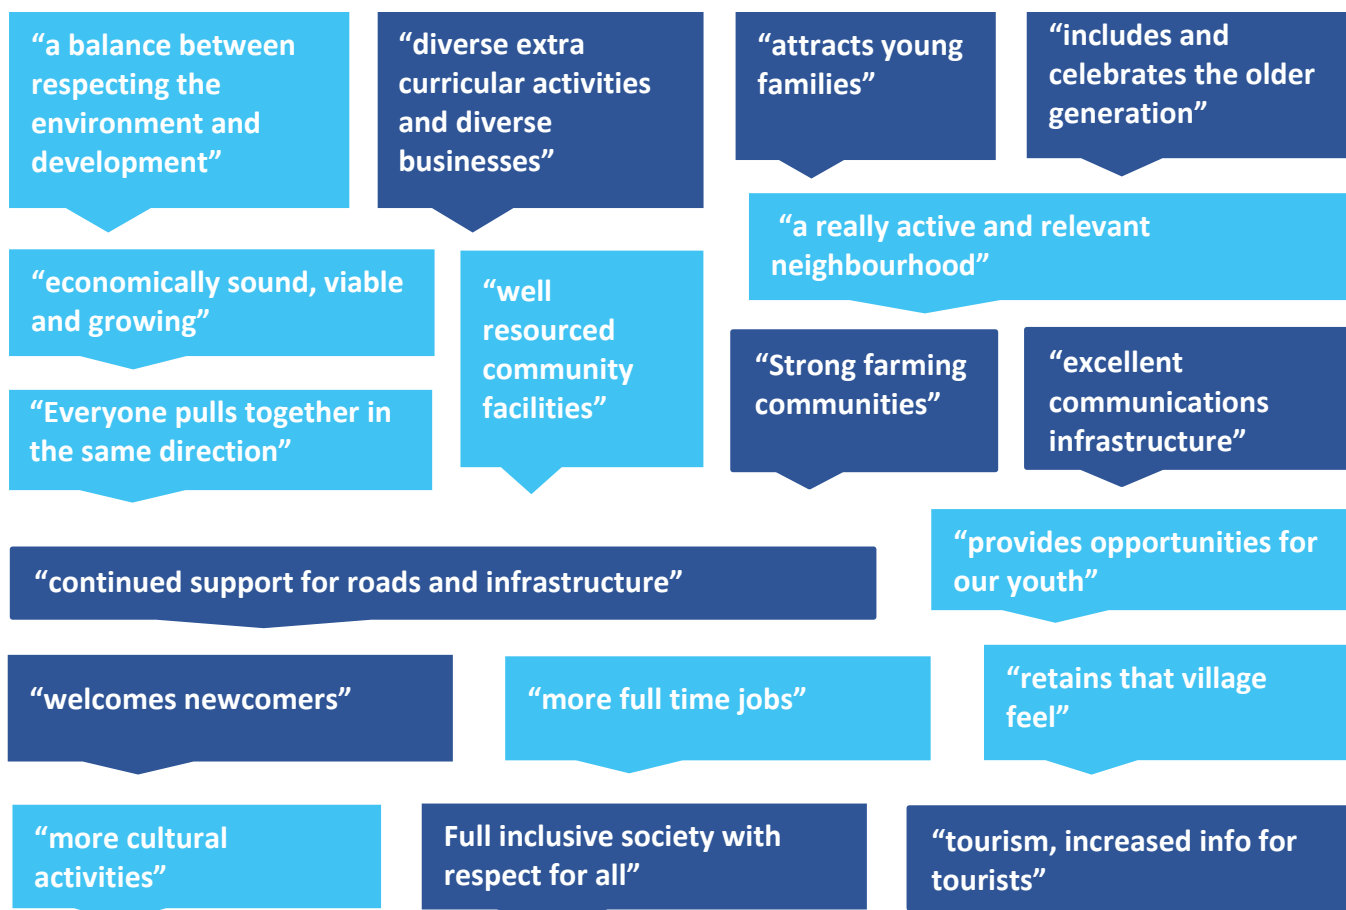 “a balance between
respecting the
environment and
development”
“diverse extra
curricular activities
and diverse
businesses”
“attracts young
families”
“includes and
celebrates the older
generation”
“a really active and relevant
neighbourhood”
“economically sound, viable
and growing”
“well
resourced
community
facilities”
“Strong farming
communities”
“excellent
communications
infrastructure”
“Everyone pulls together in
the same direction”
“continued support for roads and infrastructure”
“provides opportunities for
our youth”
“welcomes newcomers”
“more full time jobs”
“retains that village
feel”
“more cultural
activities”
Full inclusive society with
respect for all”
“tourism, increased info for
tourists”